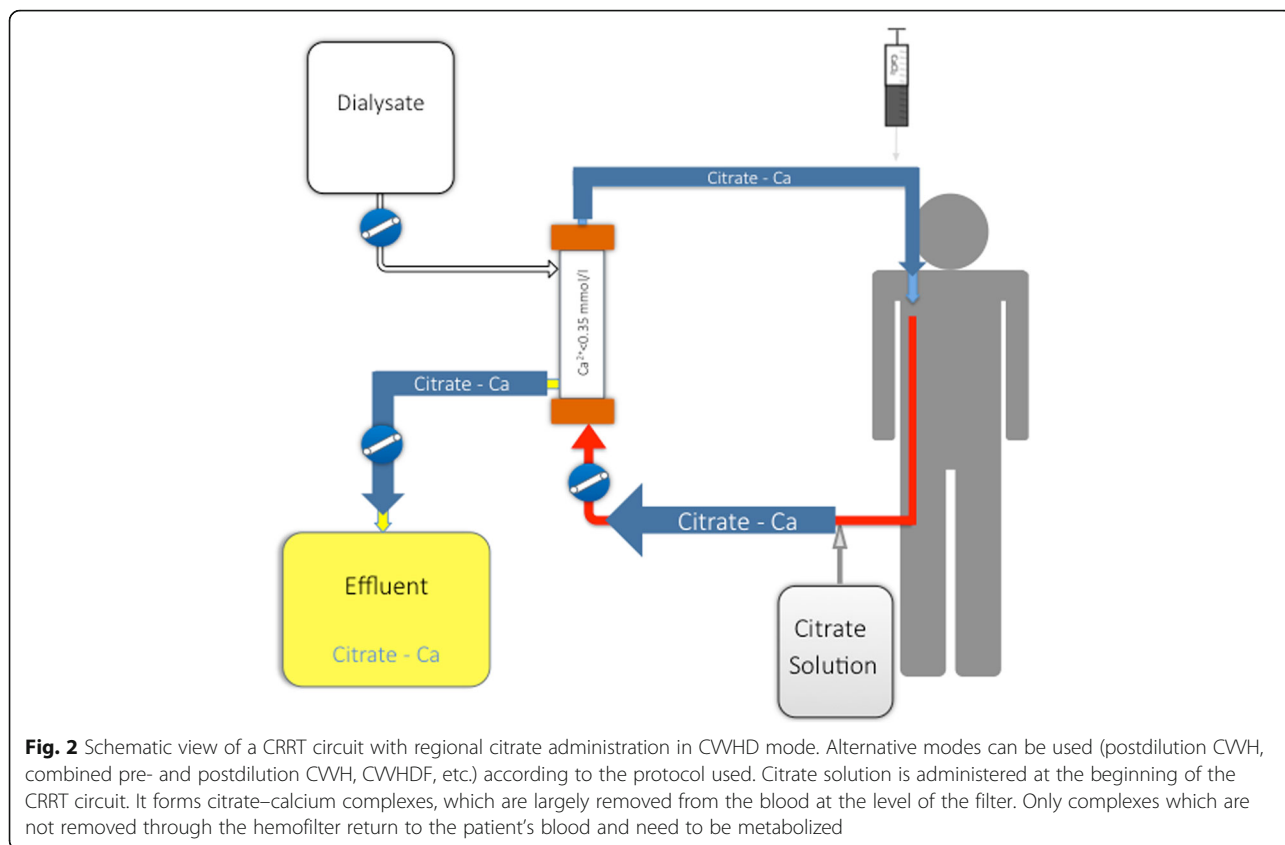 CaCl₂
Dialysate
Citrate - Ca
Ca²⁺<0.35 mmol/l
Citrate - Ca
Citrate - Ca
Effluent
Citrate - Ca
Citrate
Solution
Fig. 2 Schematic view of a CRRT circuit with regional citrate administration in CVVHD mode. Alternative modes can be used (postdilution CVVH,
combined pre- and postdilution CVVH, CVVHDF, etc.) according to the protocol used. Citrate solution is administered at the beginning of the
CRRT circuit. It forms citrate–calcium complexes, which are largely removed from the blood at the level of the filter. Only complexes which are
not removed through the hemofilter return to the patient's blood and need to be metabolized